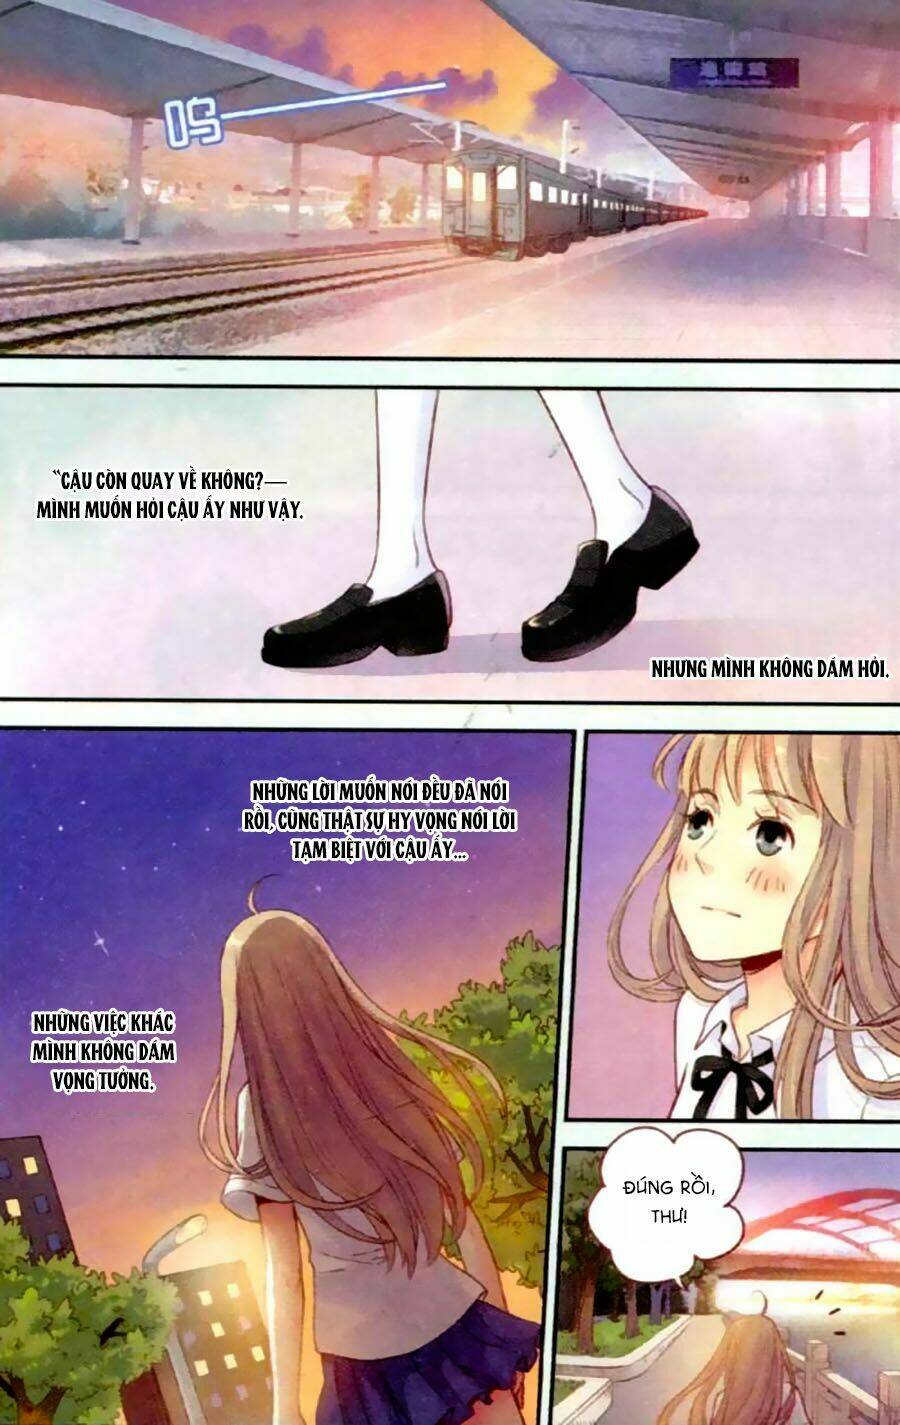 05
“CẬU CÒN QUAY VỀ KHÔNG?—
MÌNH MUỐN HỎI CẬU ẤY NHƯ VẬY.
NHƯNG MÌNH KHÔNG DÁM HỎI.
NHỮNG LỜI MUỐN NÓI ĐỀU ĐÃ NÓI
RỒI, CŨNG THẬT SỰ HY VỌNG NÓI LỜI
TẠM BIỆT VỚI CẬU ẤY...
NHỮNG VIỆC KHÁC
MÌNH KHÔNG DÁM
VỌNG TƯỞNG.
ĐÚNG RỒI,
THƯ!